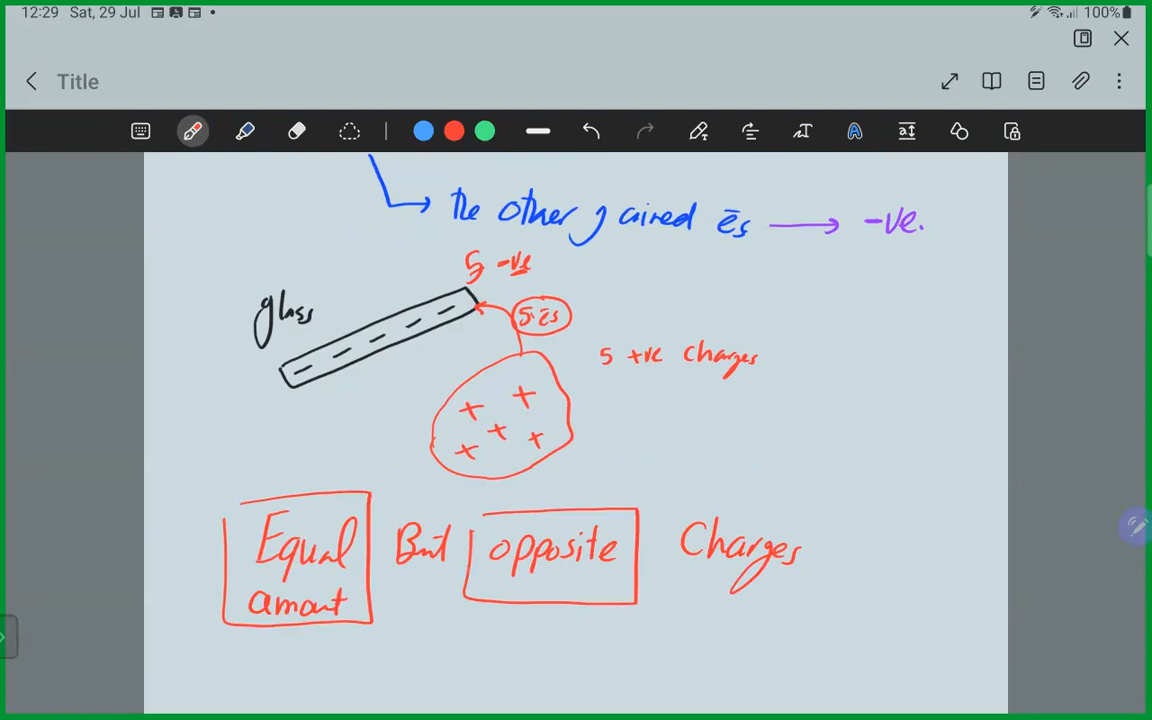 12:29 Sat, 29 Jul
100%
Title
the other gained ēs → -ve.
5 -ve
glass
5 ēs
5 +ve charges
Equal But opposite Charges
amont